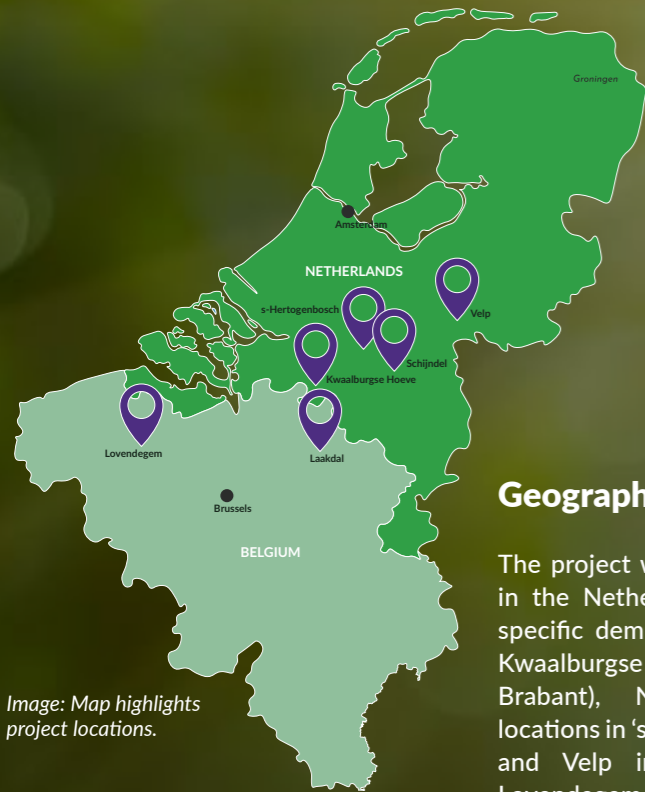 Groningen
Amsterdam
NETHERLANDS
s-Hertogenbosch
Velp
Schijndel
Kwaalburgse Hoeve
Lovendegem
Laakdal
Brussels
BELGIUM
Image: Map highlights
project locations.
Geograph
The project
in the Nethe
specific dem
Kwaalburgse
Brabant), N
locations in ‘s
and Velp in